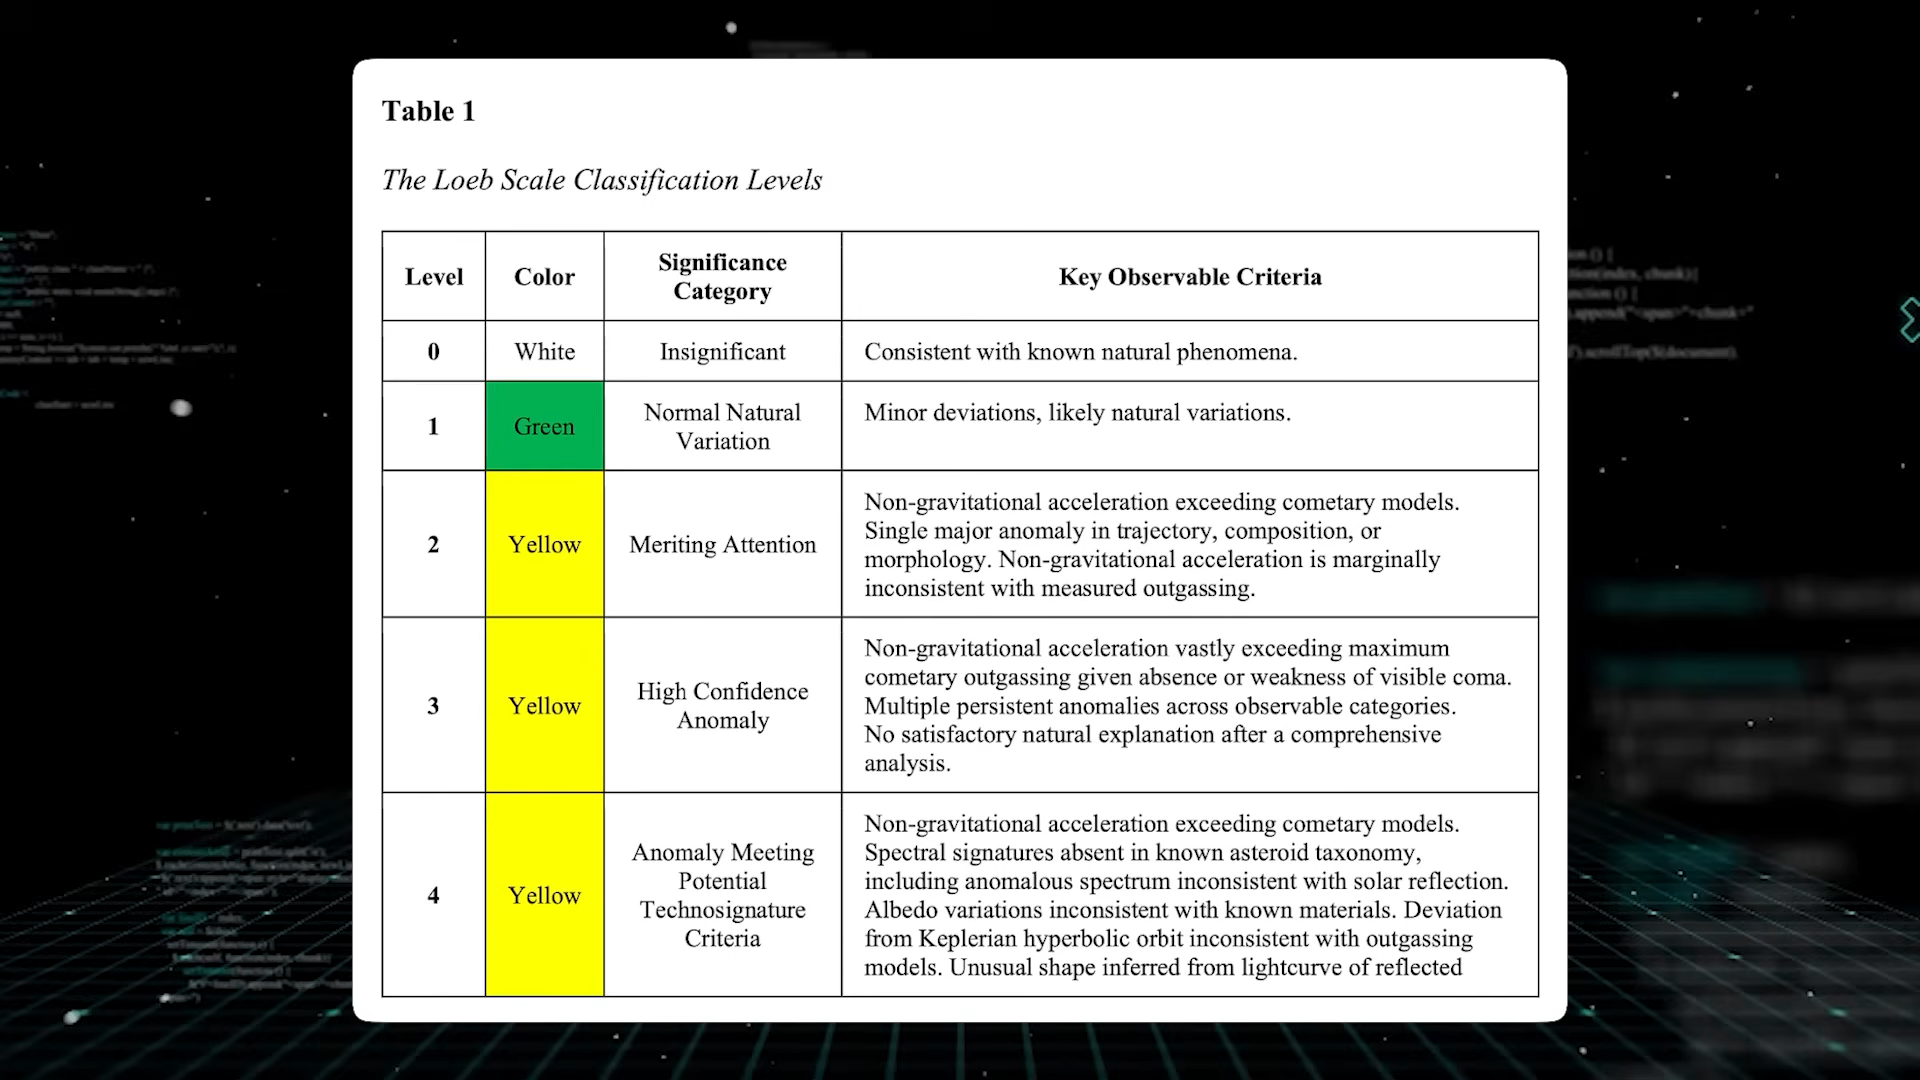 Table 1
The Loeb Scale Classification Levels
Level
Color
Significance
Category
Key Observable Criteria
0
White
Insignificant
Consistent with known natural phenomena.
1
Green
Normal Natural
Variation
Minor deviations, likely natural variations.
2
Yellow
Meriting Attention
Non-gravitational acceleration exceeding cometary models.
Single major anomaly in trajectory, composition, or
morphology. Non-gravitational acceleration is marginally
inconsistent with measured outgassing.
3
Yellow
High Confidence
Anomaly
Non-gravitational acceleration vastly exceeding maximum
cometary outgassing given absence or weakness of visible coma.
Multiple persistent anomalies across observable categories.
No satisfactory natural explanation after a comprehensive
analysis.
4
Yellow
Anomaly Meeting
Potential
Technosignature
Criteria
Non-gravitational acceleration exceeding cometary models.
Spectral signatures absent in known asteroid taxonomy,
including anomalous spectrum inconsistent with solar reflection.
Albedo variations inconsistent with known materials. Deviation
from Keplerian hyperbolic orbit inconsistent with outgassing
models. Unusual shape inferred from lightcurve of reflected